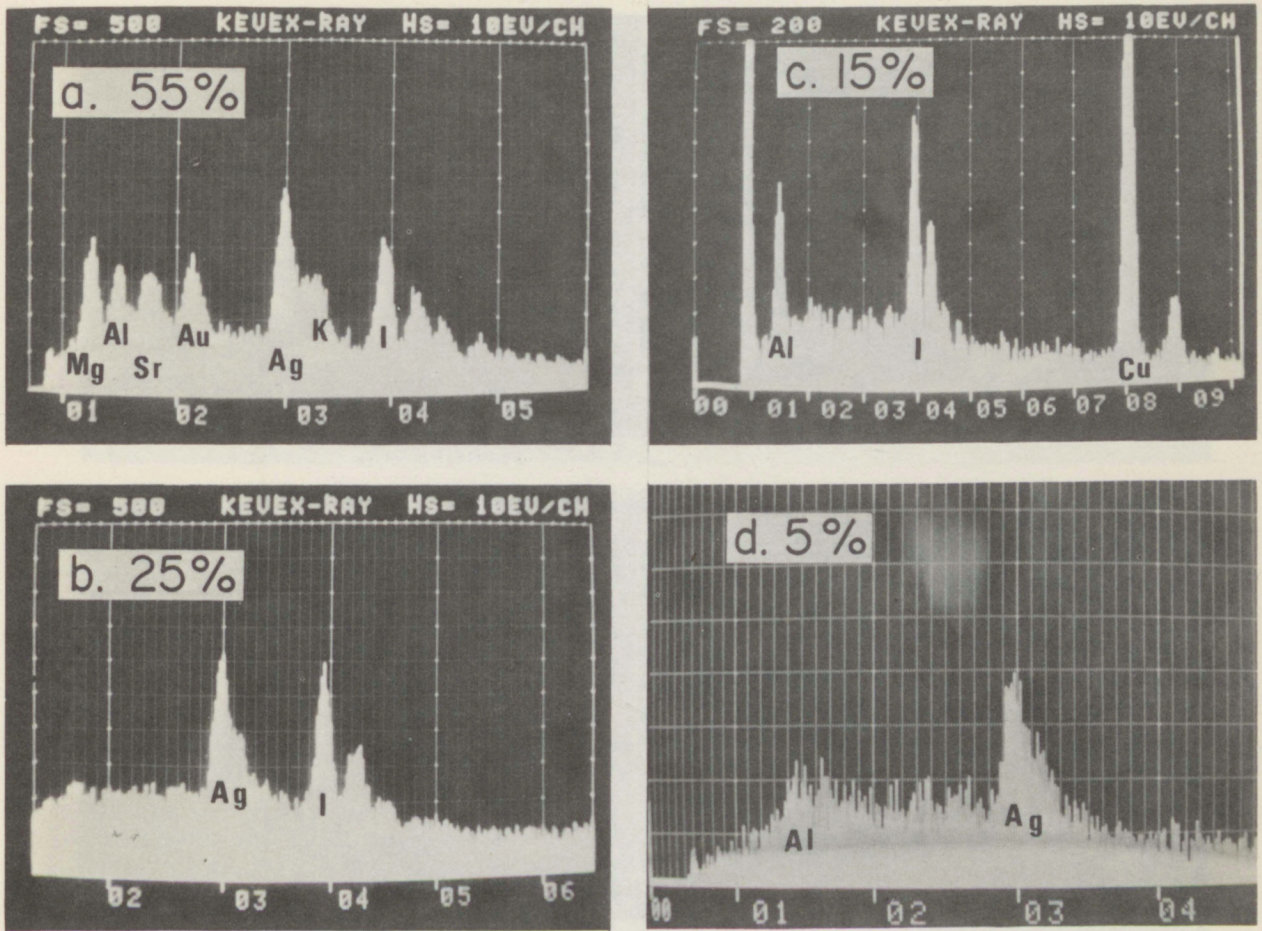 FS= 500 KEVEX-RAY HS= 10EV/CH
a. 55%
Mg Al Sr Au Ag K I
01 02 03 04 05
FS= 200 KEVEX-RAY HS= 10EV/CH
c. 15%
Al I Cu
00 01 02 03 04 05 06 07 08 09
FS= 500 KEVEX-RAY HS= 10EV/CH
b. 25%
Ag I
02 03 04 05 06
d. 5%
Al Ag
00 01 02 03 04